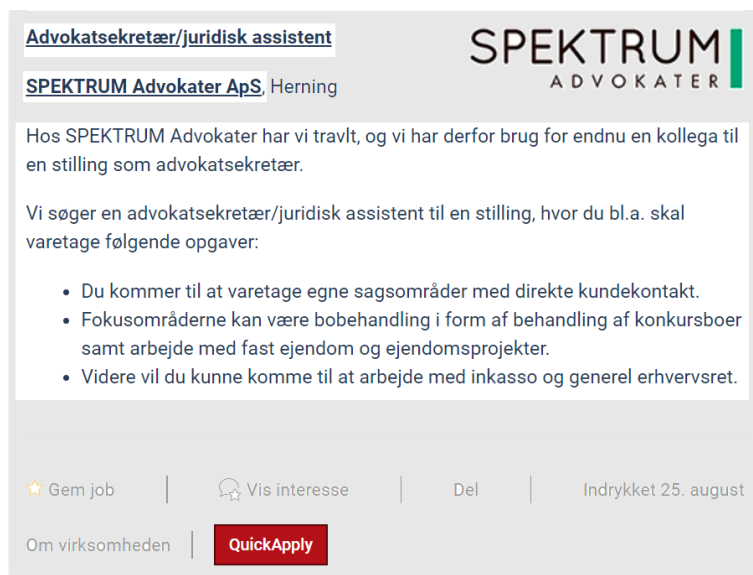 Advokatsekretær/juridisk assistent
SPEKTRUM
ADVOKATER
SPEKTRUM Advokater ApS, Herning
Hos SPEKTRUM Advokater har vi travlt, og vi har derfor brug for endnu en kollega til
en stilling som advokatsekretær.
Vi søger en advokatsekretær/juridisk assistent til en stilling, hvor du bl.a. skal
varetage følgende opgaver:
• Du kommer til at varetage egne sagsområder med direkte kundekontakt.
• Fokusområderne kan være bobehandling i form af behandling af konkursboer
samt arbejde med fast ejendom og ejendomsprojekter.
• Videre vil du kunne komme til at arbejde med inkasso og generel erhvervsret.
Gem job | Vis interesse | Del | Indrykket 25. august
Om virksomheden | QuickApply